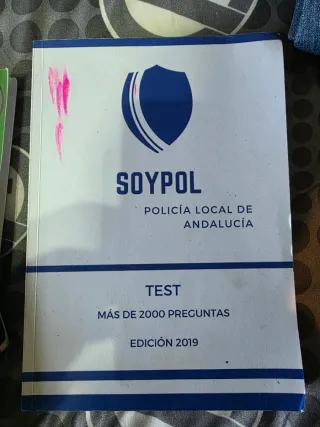 SOYPOL
POLICÍA LOCAL DE
ANDALUCÍA
TEST
MÁS DE 2000 PREGUNTAS
EDICIÓN 2019